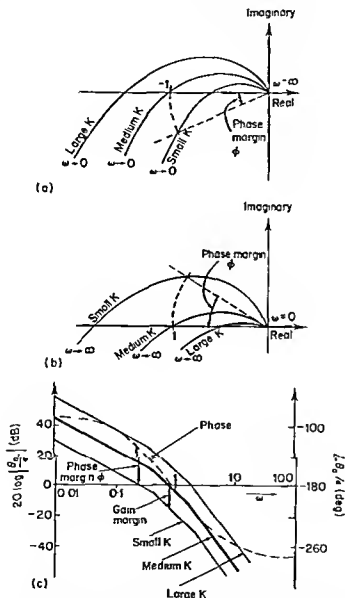 Imaginary
ω→∞
-1
Real
Large K
Medium K
Small K
Phase
margin
ϕ
ω→0
ω→0
ω→0
(a)
Imaginary
Phase margin
ϕ
Small K
ω=0
Real
Medium K
Large K
ω→∞
ω→∞
ω→∞
(b)
20 log |θo/ε| (dB)
40
20
0
-20
-40
Phase
Phase
margin ϕ
Gain
margin
Small K
Medium K
Large K
0 01
0·1
10
100
ω
-100
-180
-260
(deg)
(c)